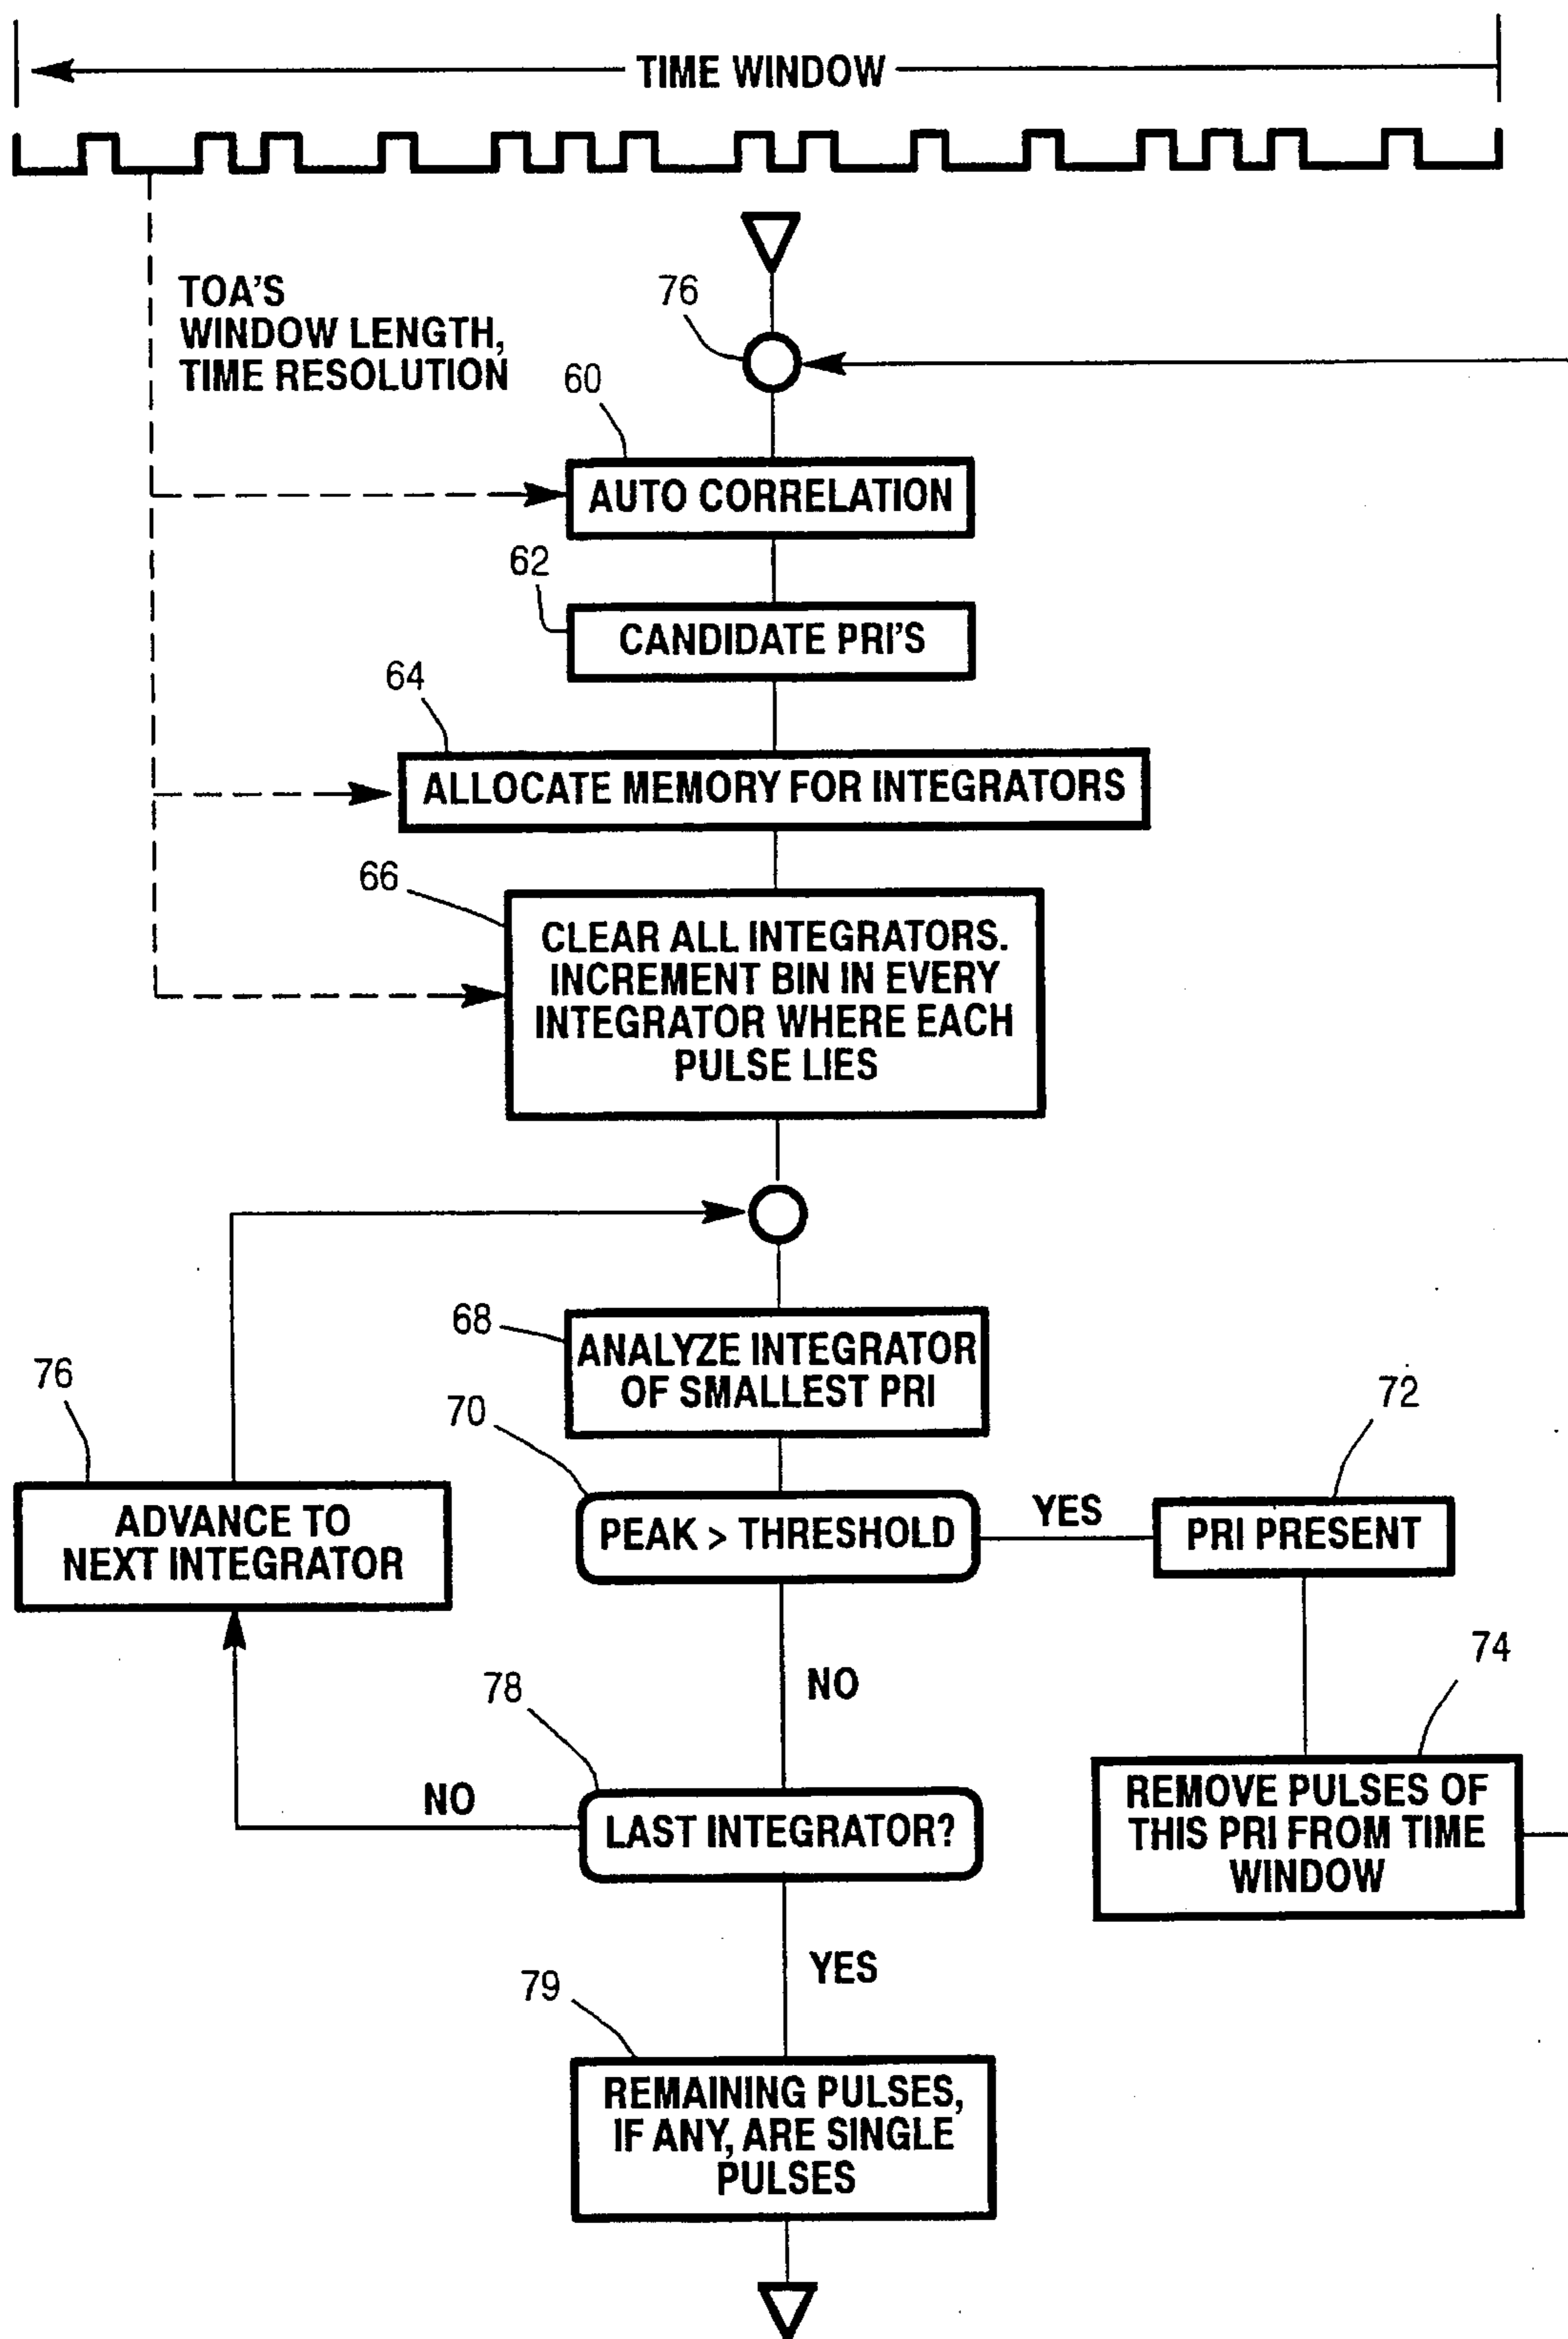 TIME WINDOW
TOA'S
WINDOW LENGTH,
TIME RESOLUTION
76
60
AUTO CORRELATION
62
CANDIDATE PRI'S
64
ALLOCATE MEMORY FOR INTEGRATORS
66
CLEAR ALL INTEGRATORS.
INCREMENT BIN IN EVERY
INTEGRATOR WHERE EACH
PULSE LIES
68
ANALYZE INTEGRATOR
OF SMALLEST PRI
76
ADVANCE TO
NEXT INTEGRATOR
70
PEAK > THRESHOLD
YES
72
PRI PRESENT
NO
74
REMOVE PULSES OF
THIS PRI FROM TIME
WINDOW
78
NO
LAST INTEGRATOR?
YES
79
REMAINING PULSES,
IF ANY, ARE SINGLE
PULSES